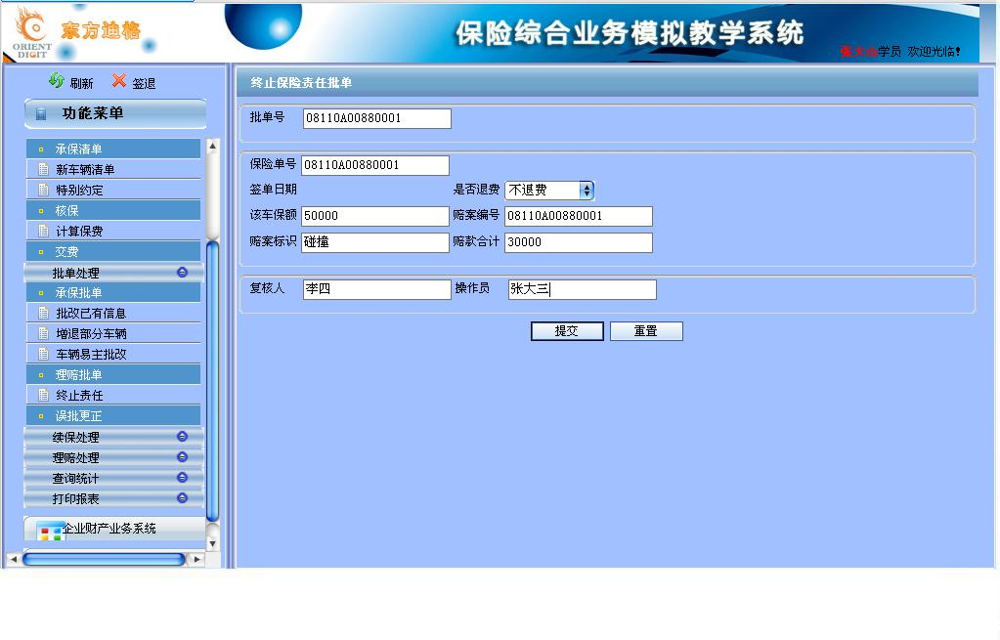 东方迪格
ORIENT
DIGIT
保险综合业务模拟教学系统
学员 欢迎光临!
刷新 签退
功能菜单
承保清单
新车辆清单
特别约定
核保
计算保费
交费
批单处理
承保批单
批改已有信息
增退部分车辆
车辆易主批改
理赔批单
终止责任
误批更正
续保处理
理赔处理
查询统计
打印报表
企业财产业务系统
终止保险责任批单
批单号 08110A00880001
保险单号 08110A00880001
签单日期 是否退费 不退费
该车保额 50000 赔案编号 08110A00880001
赔案标识 碰撞 赔款合计 30000
复核人 李四 操作员 张大三
提交 重置